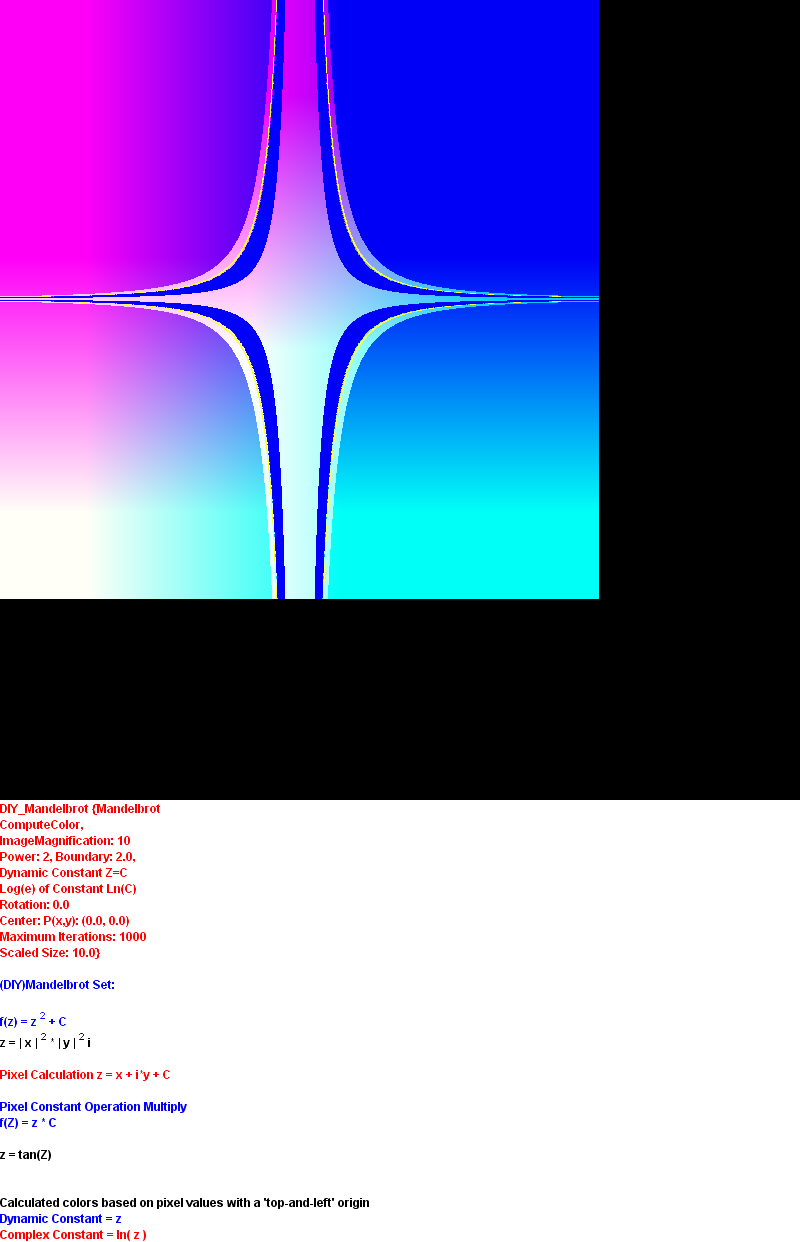 DIY_Mandelbrot {Mandelbrot
ComputeColor,
ImageMagnification: 10
Power: 2, Boundary: 2.0,
Dynamic Constant Z=C
Log(e) of Constant Ln(C)
Rotation: 0.0
Center: P(x,y): (0.0, 0.0)
Maximum Iterations: 1000
Scaled Size: 10.0}
(DIY)Mandelbrot Set:
f(z) = z ² + C
z = | x | ² * | y | ² i
Pixel Calculation z = x + i*y + C
Pixel Constant Operation Multiply
f(Z) = z * C
z = tan(Z)
Calculated colors based on pixel values with a 'top-and-left' origin
Dynamic Constant = z
Complex Constant = ln( z )